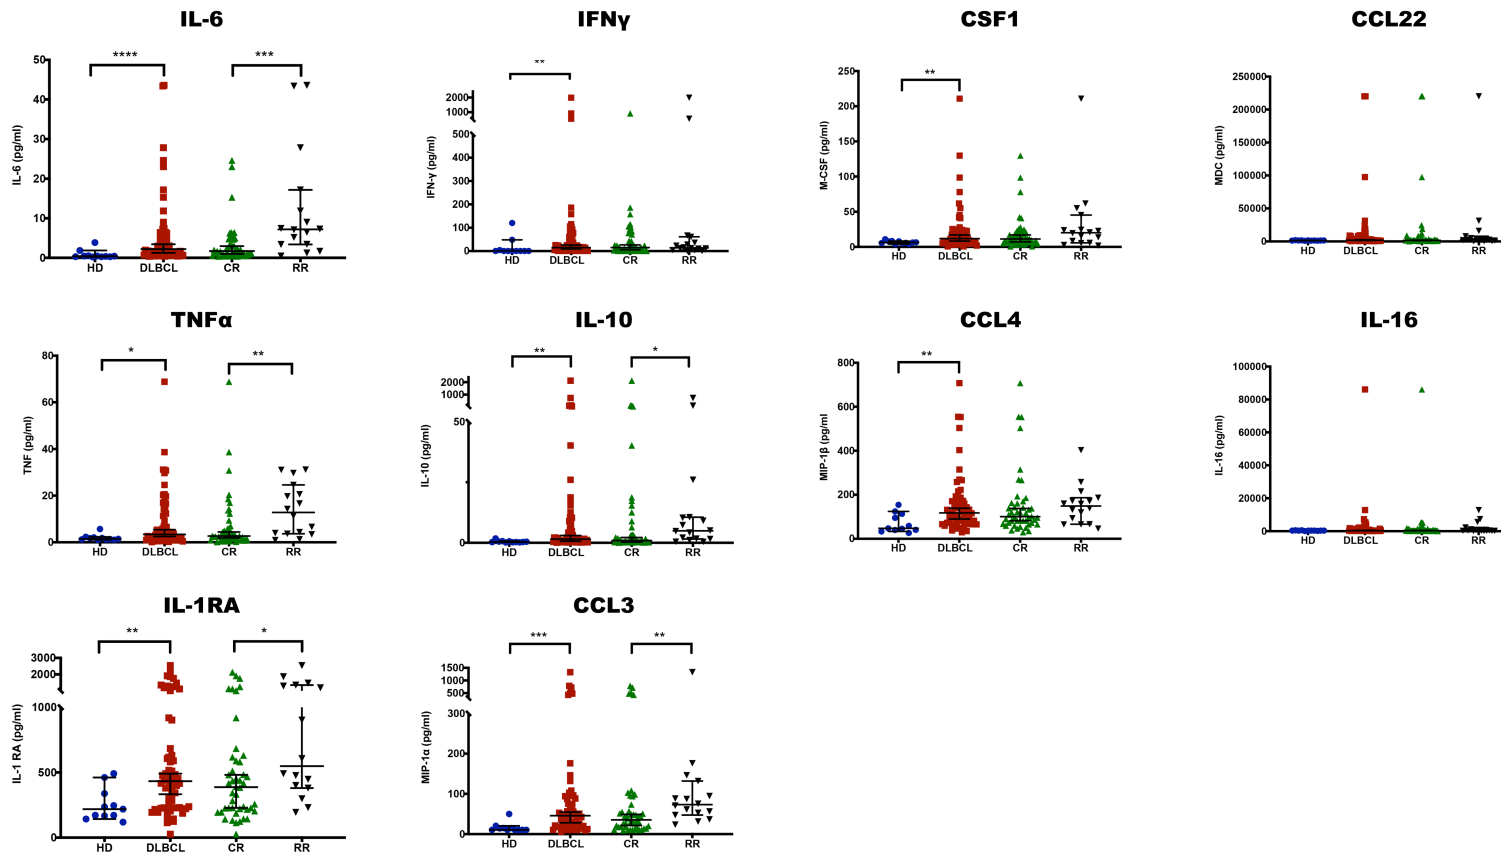 IL-6
****
***
IL-6 (pg/ml)
50
40
30
20
10
0
HD DLBCL CR RR
IFNγ
**
IFN-γ (pg/ml)
2000
1000
500
400
300
200
100
0
HD DLBCL CR RR
CSF1
**
M-CSF (pg/ml)
250
200
150
100
50
0
HD DLBCL CR RR
CCL22
MDC (pg/ml)
250000
200000
150000
100000
50000
0
HD DLBCL CR RR
TNFα
*
**
TNF (pg/ml)
80
60
40
20
0
HD DLBCL CR RR
IL-10
**
*
IL-10 (pg/ml)
2000
1000
50
0
HD DLBCL CR RR
CCL4
**
MIP-1β (pg/ml
800
600
400
200
0
HD DLBCL CR RR
IL-16
IL-16 (pg/ml)
100000
80000
60000
40000
20000
0
HD DLBCL CR RR
IL-1RA
**
*
IL-1 RA (pg/ml)
3000
2000
1000
500
0
HD DLBCL CR RR
CCL3
***
**
MIP-1α (pg/ml)
1500
1000
500
300
200
100
0
HD DLBCL CR RR